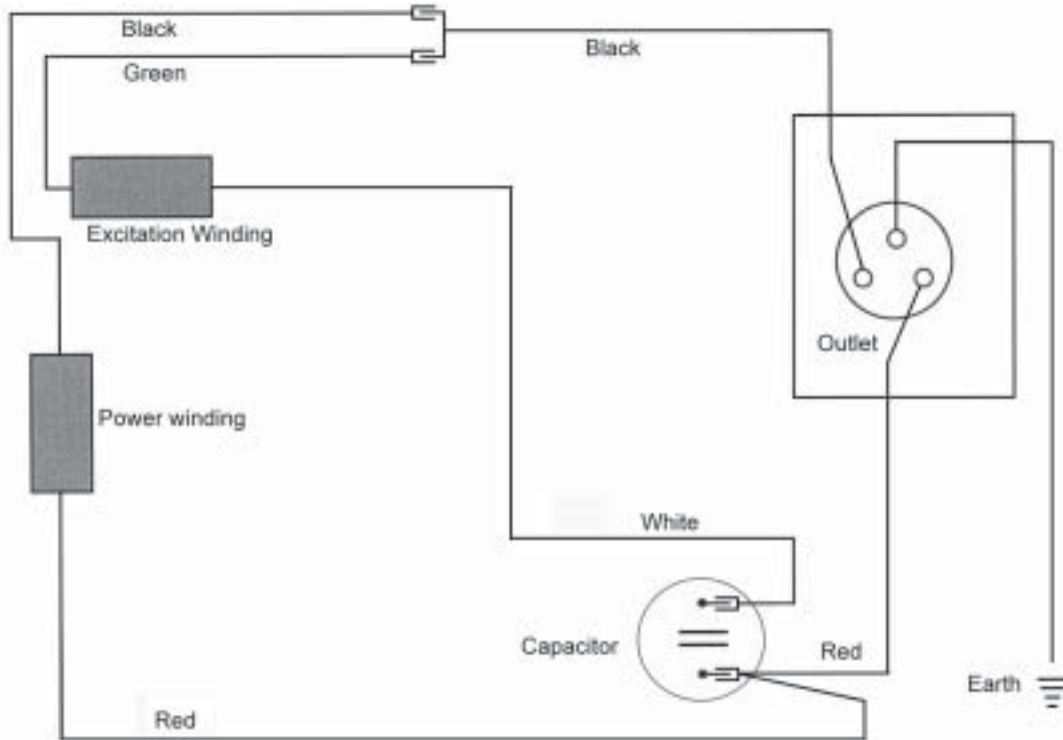 Black
Green
Black
Excitation Winding
Outlet
Power winding
White
Capacitor
Red
Earth
Red